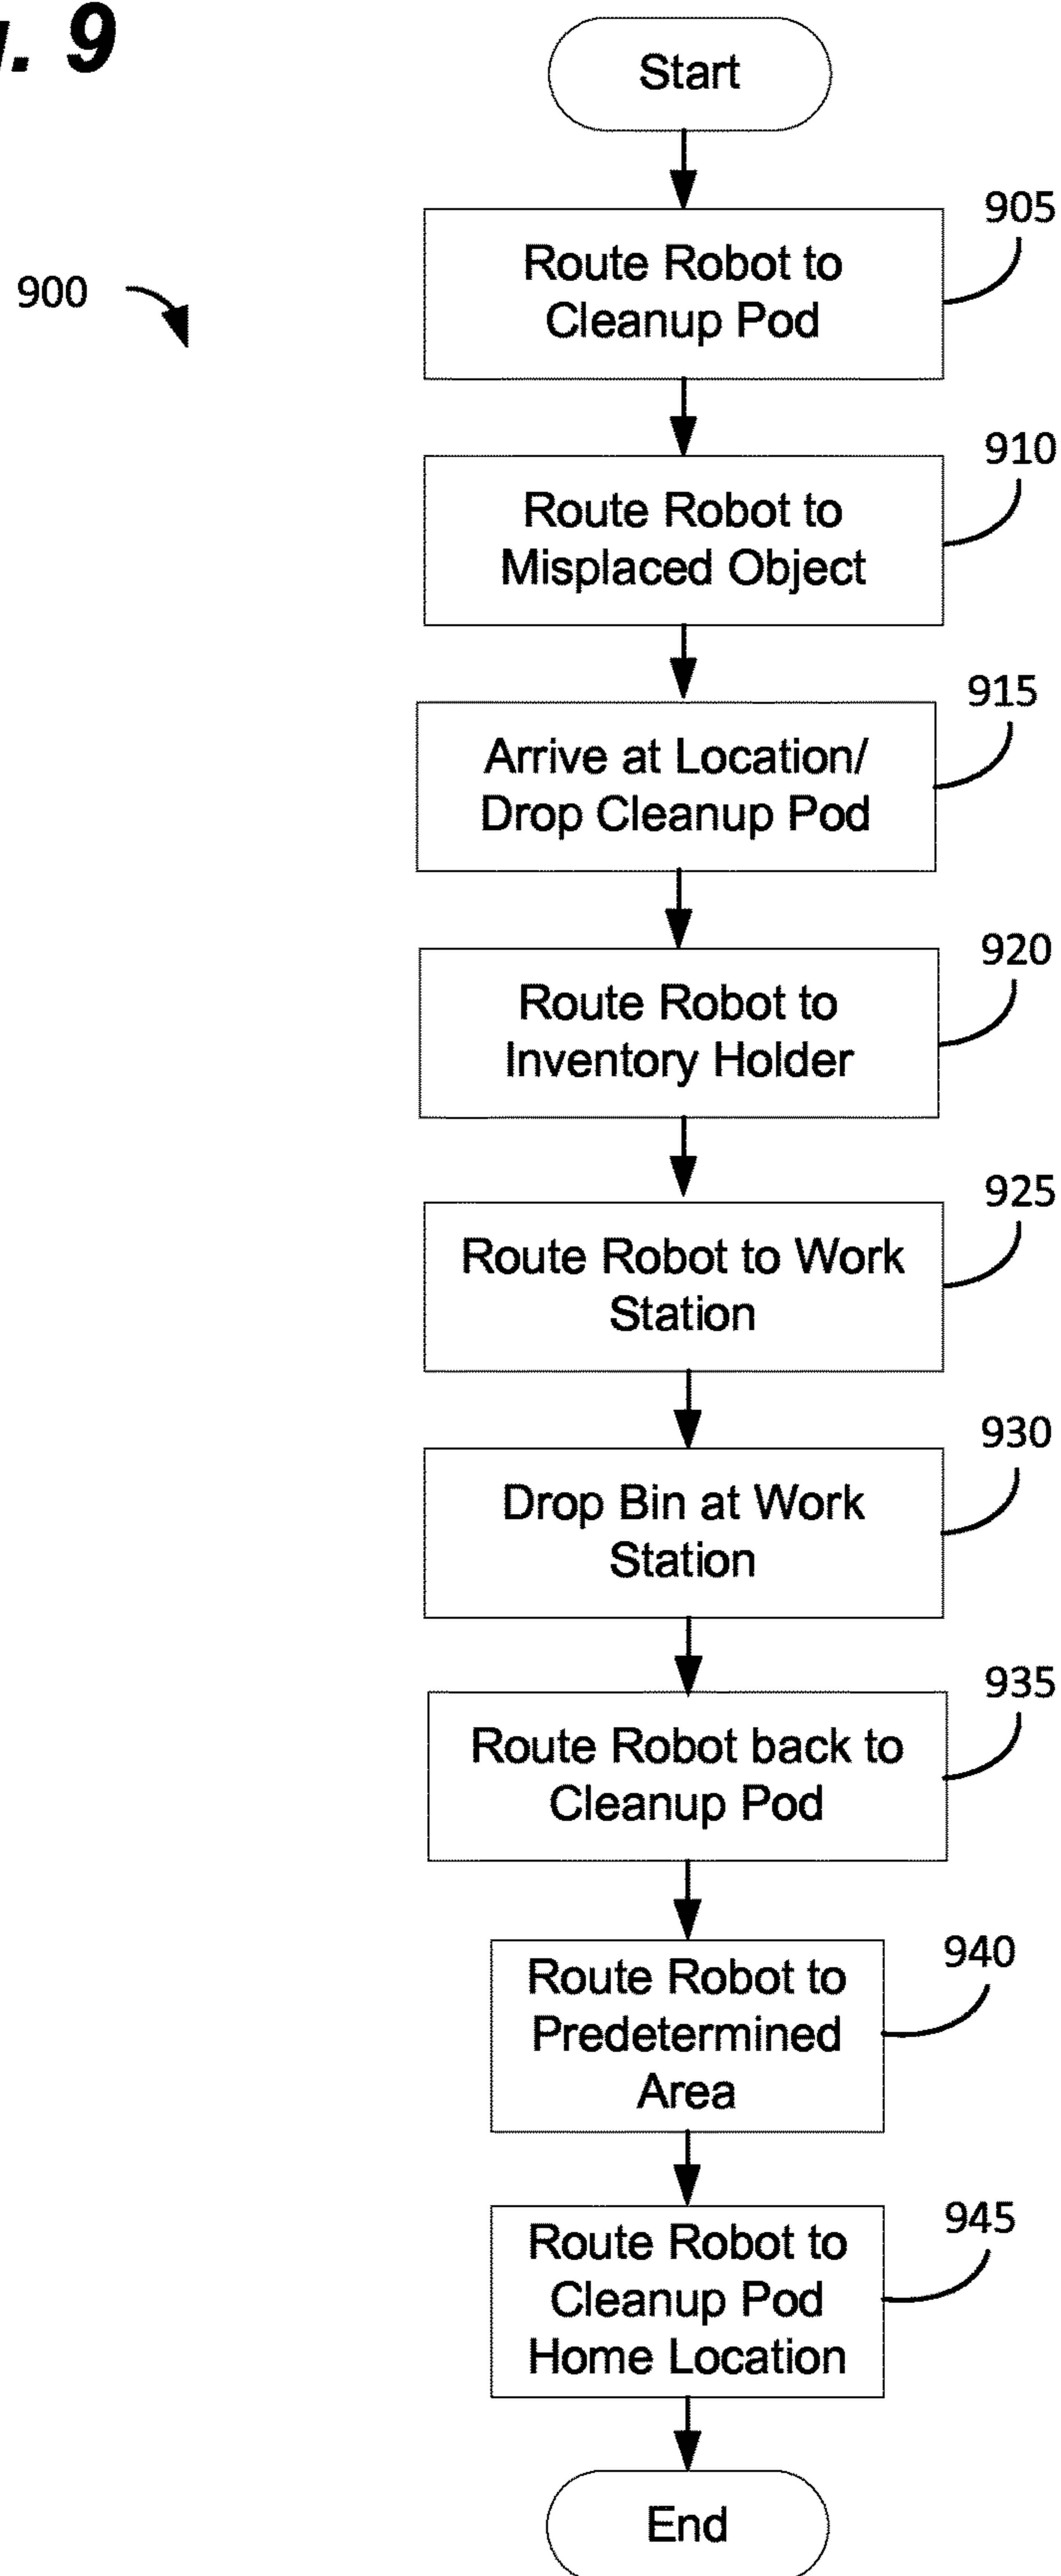 . 9
Start
905
Route Robot to
Cleanup Pod
900
910
Route Robot to
Misplaced Object
915
Arrive at Location/
Drop Cleanup Pod
920
Route Robot to
Inventory Holder
925
Route Robot to Work
Station
930
Drop Bin at Work
Station
935
Route Robot back to
Cleanup Pod
940
Route Robot to
Predetermined
Area
945
Route Robot to
Cleanup Pod
Home Location
End